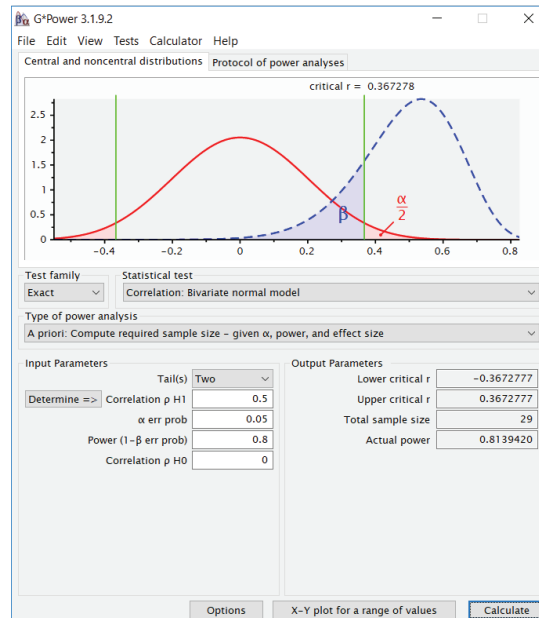 βα G*Power 3.1.9.2
File Edit View Tests Calculator Help
Central and noncentral distributions Protocol of power analyses
critical r = 0.367278
2.5
2
1.5
1
0.5
0
β
α
2
-0.4 -0.2 0 0.2 0.4 0.6 0.8
Test family Statistical test
Exact Correlation: Bivariate normal model
Type of power analysis
A priori: Compute required sample size – given α, power, and effect size
Input Parameters Output Parameters
Tail(s) Two Lower critical r -0.3672777
Determine => Correlation ρ H1 0.5 Upper critical r 0.3672777
α err prob 0.05 Total sample size 29
Power (1-β err prob) 0.8 Actual power 0.8139420
Correlation ρ H0 0
Options X-Y plot for a range of values Calculate